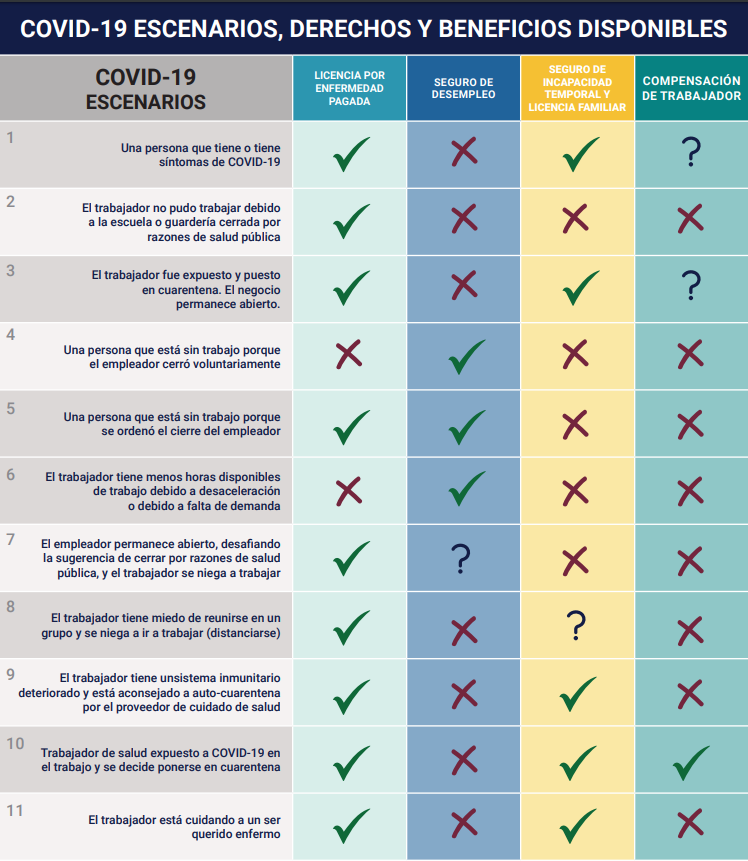 COVID-19 ESCENARIOS, DERECHOS Y BENEFICIOS DISPONIBLES
COVID-19
ESCENARIOS
LICENCIA POR
ENFERMEDAD
PAGADA
SEGURO DE
DESEMPLEO
SEGURO DE
INCAPACIDAD
TEMPORAL Y
LICENCIA FAMILIAR
COMPENSACIÓN
DE TRABAJADOR
1
Una persona que tiene o tiene
síntomas de COVID-19
?
2
El trabajador no pudo trabajar debido
a la escuela o guardería cerrada por
razones de salud pública
3
El trabajador fue expuesto y puesto
en cuarentena. El negocio
permanece abierto.
?
4
Una persona que está sin trabajo porque
el empleador cerró voluntariamente
5
Una persona que está sin trabajo porque
se ordenó el cierre del empleador
6
El trabajador tiene menos horas disponibles
de trabajo debido a desaceleración
o debido a falta de demanda
7
El empleador permanece abierto, desafiando
la sugerencia de cerrar por razones de salud
pública, y el trabajador se niega a trabajar
?
8
El trabajador tiene miedo de reunirse en un
grupo y se niega a ir a trabajar (distanciarse)
?
9
El trabajador tiene unsistema inmunitario
deteriorado y está aconsejado a auto-cuarentena
por el proveedor de cuidado de salud
10
Trabajador de salud expuesto a COVID-19 en
el trabajo y se decide ponerse en cuarentena
11
El trabajador está cuidando a un ser
querido enfermo